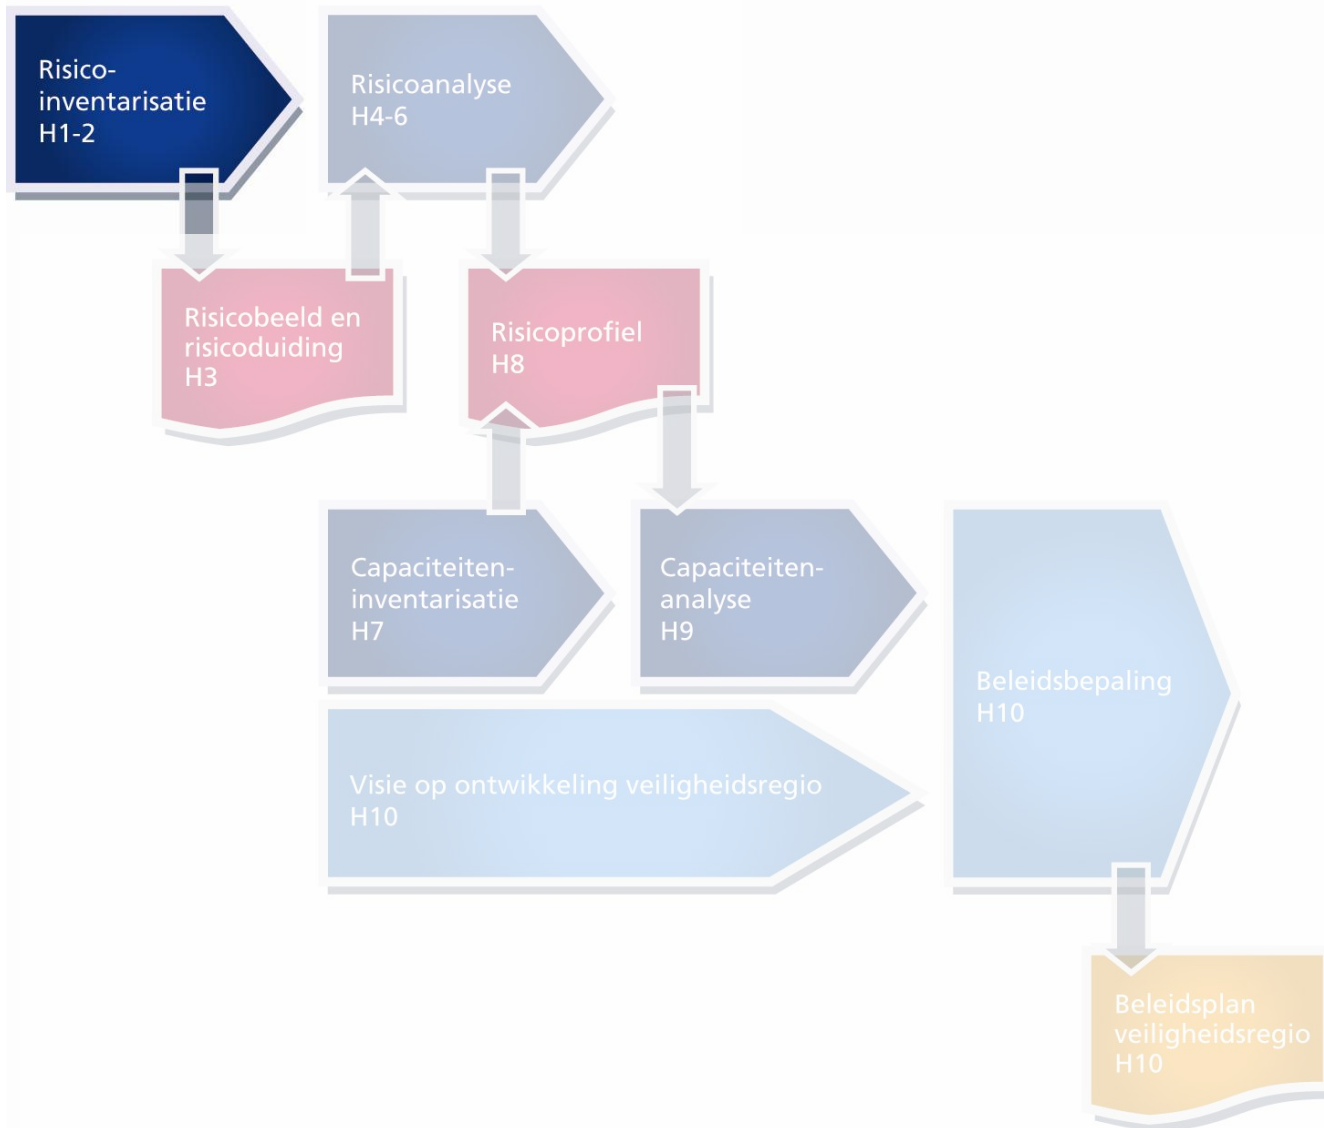 Risico-
inventarisatie
H1-2
Risicoanalyse
H4-6
Risicobeeld en
risicoduiding
H3
Risicoprofiel
H8
Capaciteiten-
inventarisatie
H7
Capaciteiten-
analyse
H9
Beleidsbepaling
H10
Visie op ontwikkeling veiligheidsregio
H10
Beleidsplan
veiligheidsregio
H10